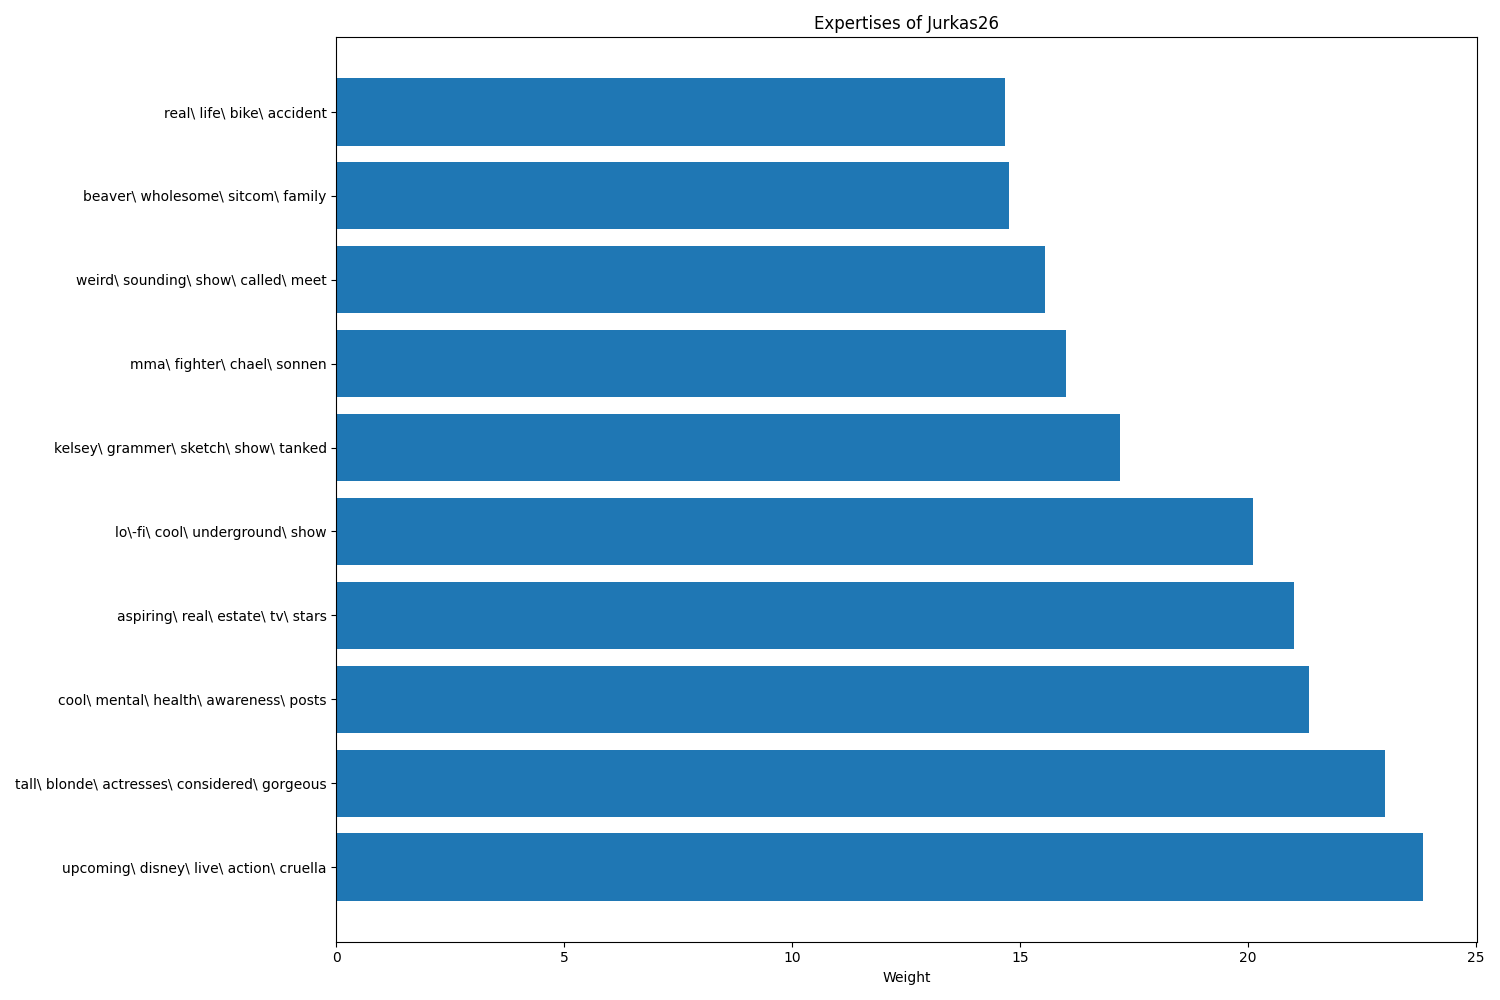 Expertises of Jurkas26
real\ life\ bike\ accident
beaver\ wholesome\ sitcom\ family
weird\ sounding\ show\ called\ meet
mma\ fighter\ chael\ sonnen
kelsey\ grammer\ sketch\ show\ tanked
lo\-fi\ cool\ underground\ show
aspiring\ real\ estate\ tv\ stars
cool\ mental\ health\ awareness\ posts
tall\ blonde\ actresses\ considered\ gorgeous
upcoming\ disney\ live\ action\ cruella
0 5 10 15 20 25
Weight